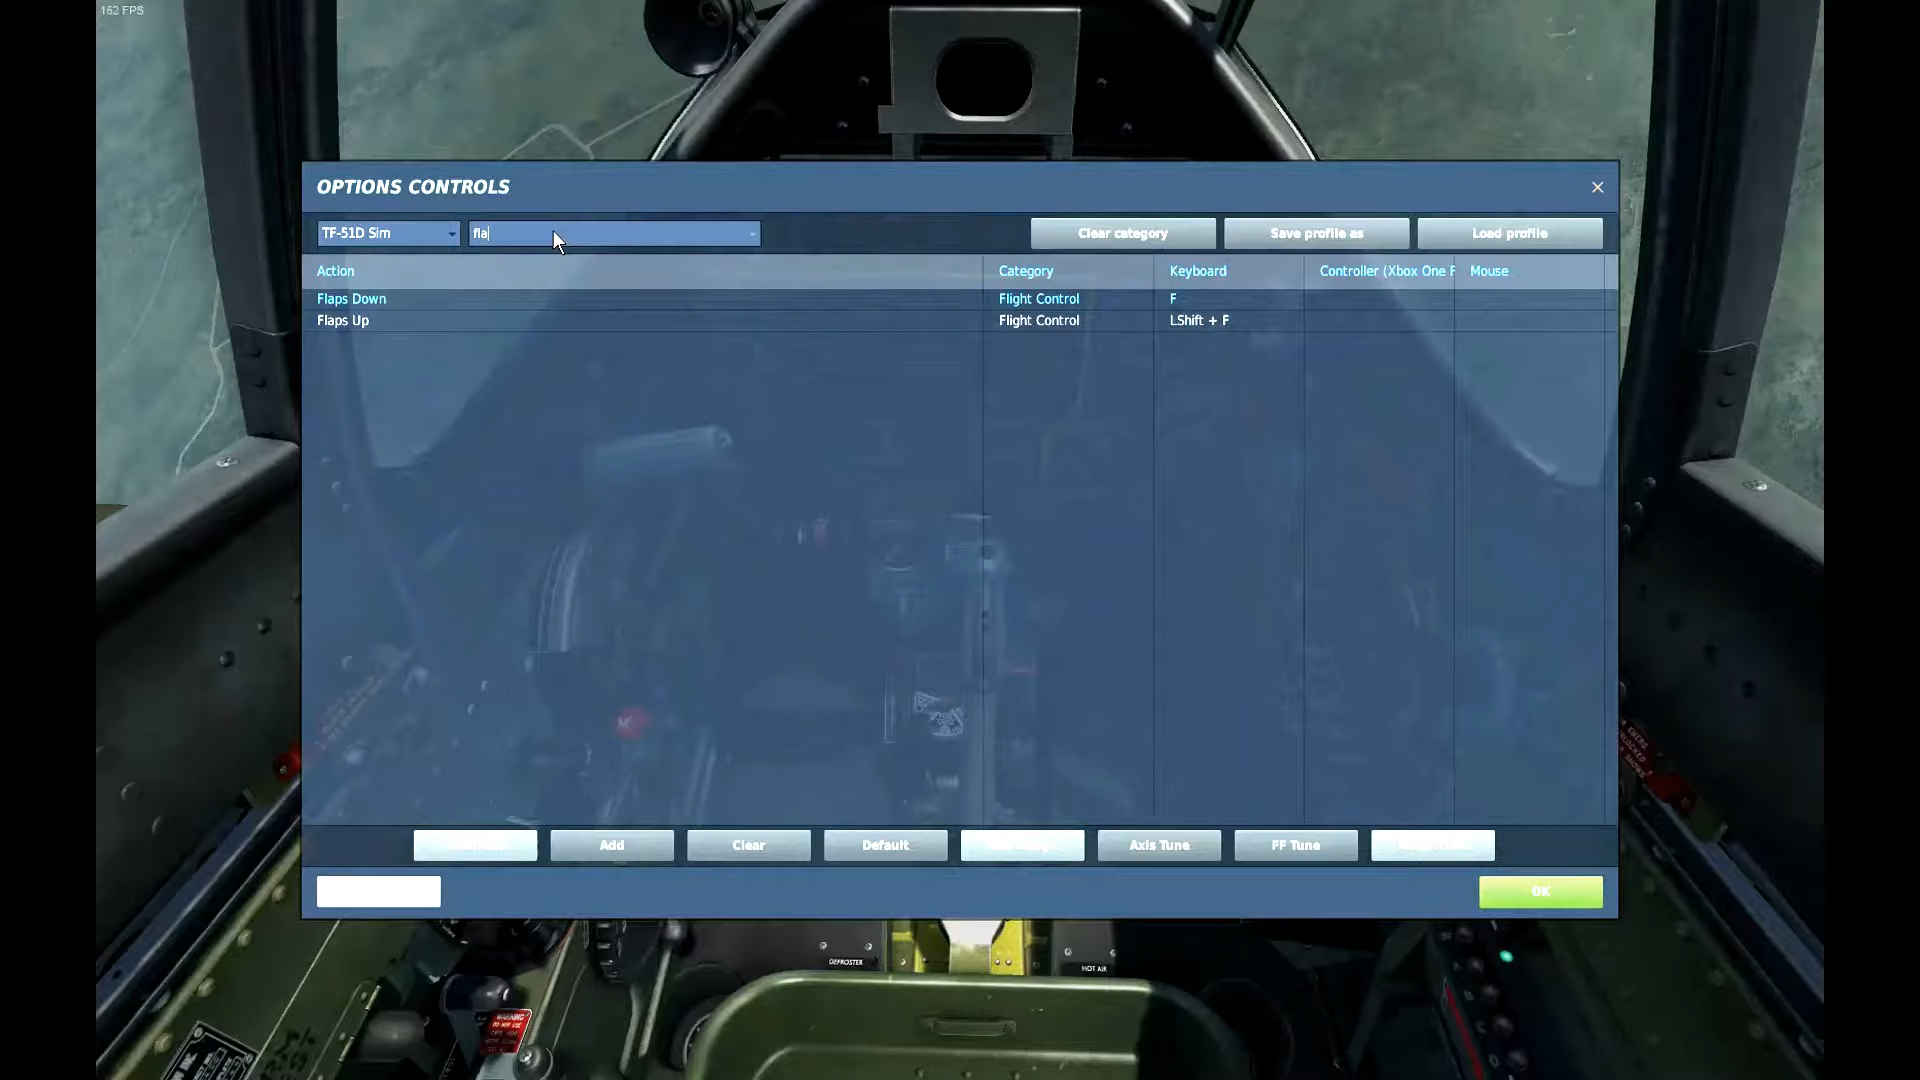 162 FPS
OPTIONS CONTROLS
TF-51D Sim
fla
Clear category
Save profile as
Load profile
Action Category Keyboard Controller (Xbox One F Mouse
Flaps Down Flight Control F
Flaps Up Flight Control LShift + F
Add
Clear
Default
Axis Tune
FF Tune
OK
DEFROSTER
HOT AIR
WARNING